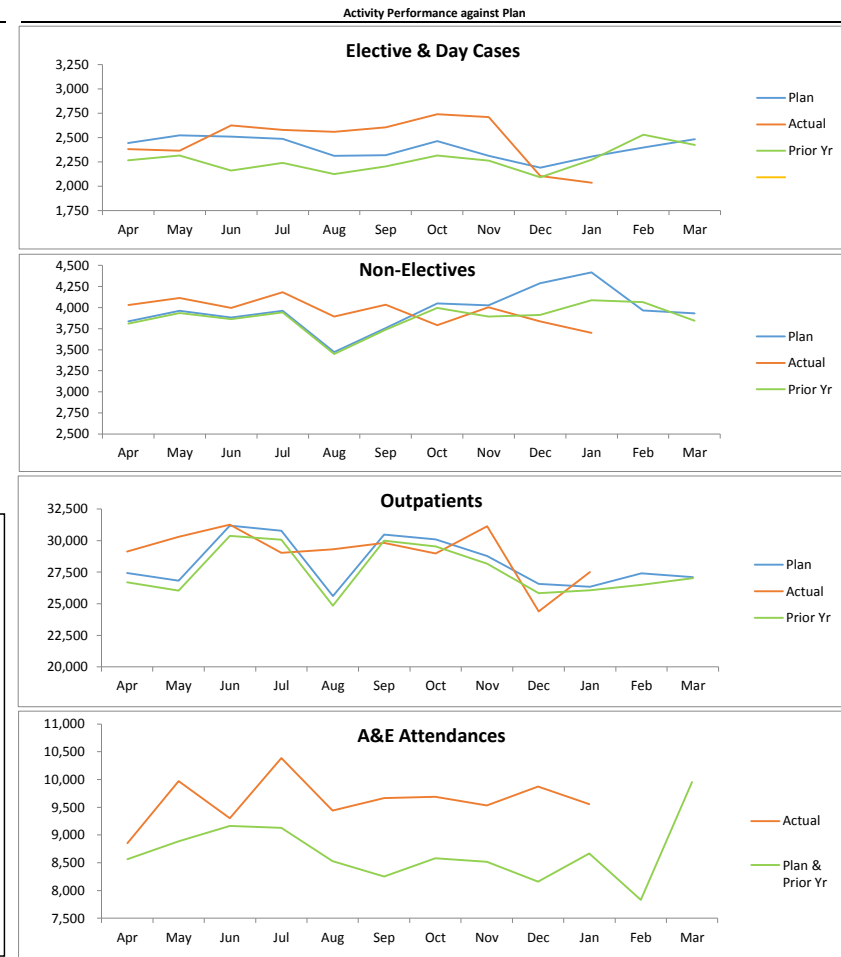 Activity Performance against Plan
Elective & Day Cases
3,250
3,000
2,750
2,500
2,250
2,000
1,750
Apr May Jun Jul Aug Sep Oct Nov Dec Jan Feb Mar
Plan
Actual
Prior Yr
Non-Electives
4,500
4,250
4,000
3,750
3,500
3,250
3,000
2,750
2,500
Apr May Jun Jul Aug Sep Oct Nov Dec Jan Feb Mar
Plan
Actual
Prior Yr
Outpatients
32,500
30,000
27,500
25,000
22,500
20,000
Apr May Jun Jul Aug Sep Oct Nov Dec Jan Feb Mar
Plan
Actual
Prior Yr
A&E Attendances
11,000
10,500
10,000
9,500
9,000
8,500
8,000
7,500
Apr May Jun Jul Aug Sep Oct Nov Dec Jan Feb Mar
Actual
Plan &
Prior Yr